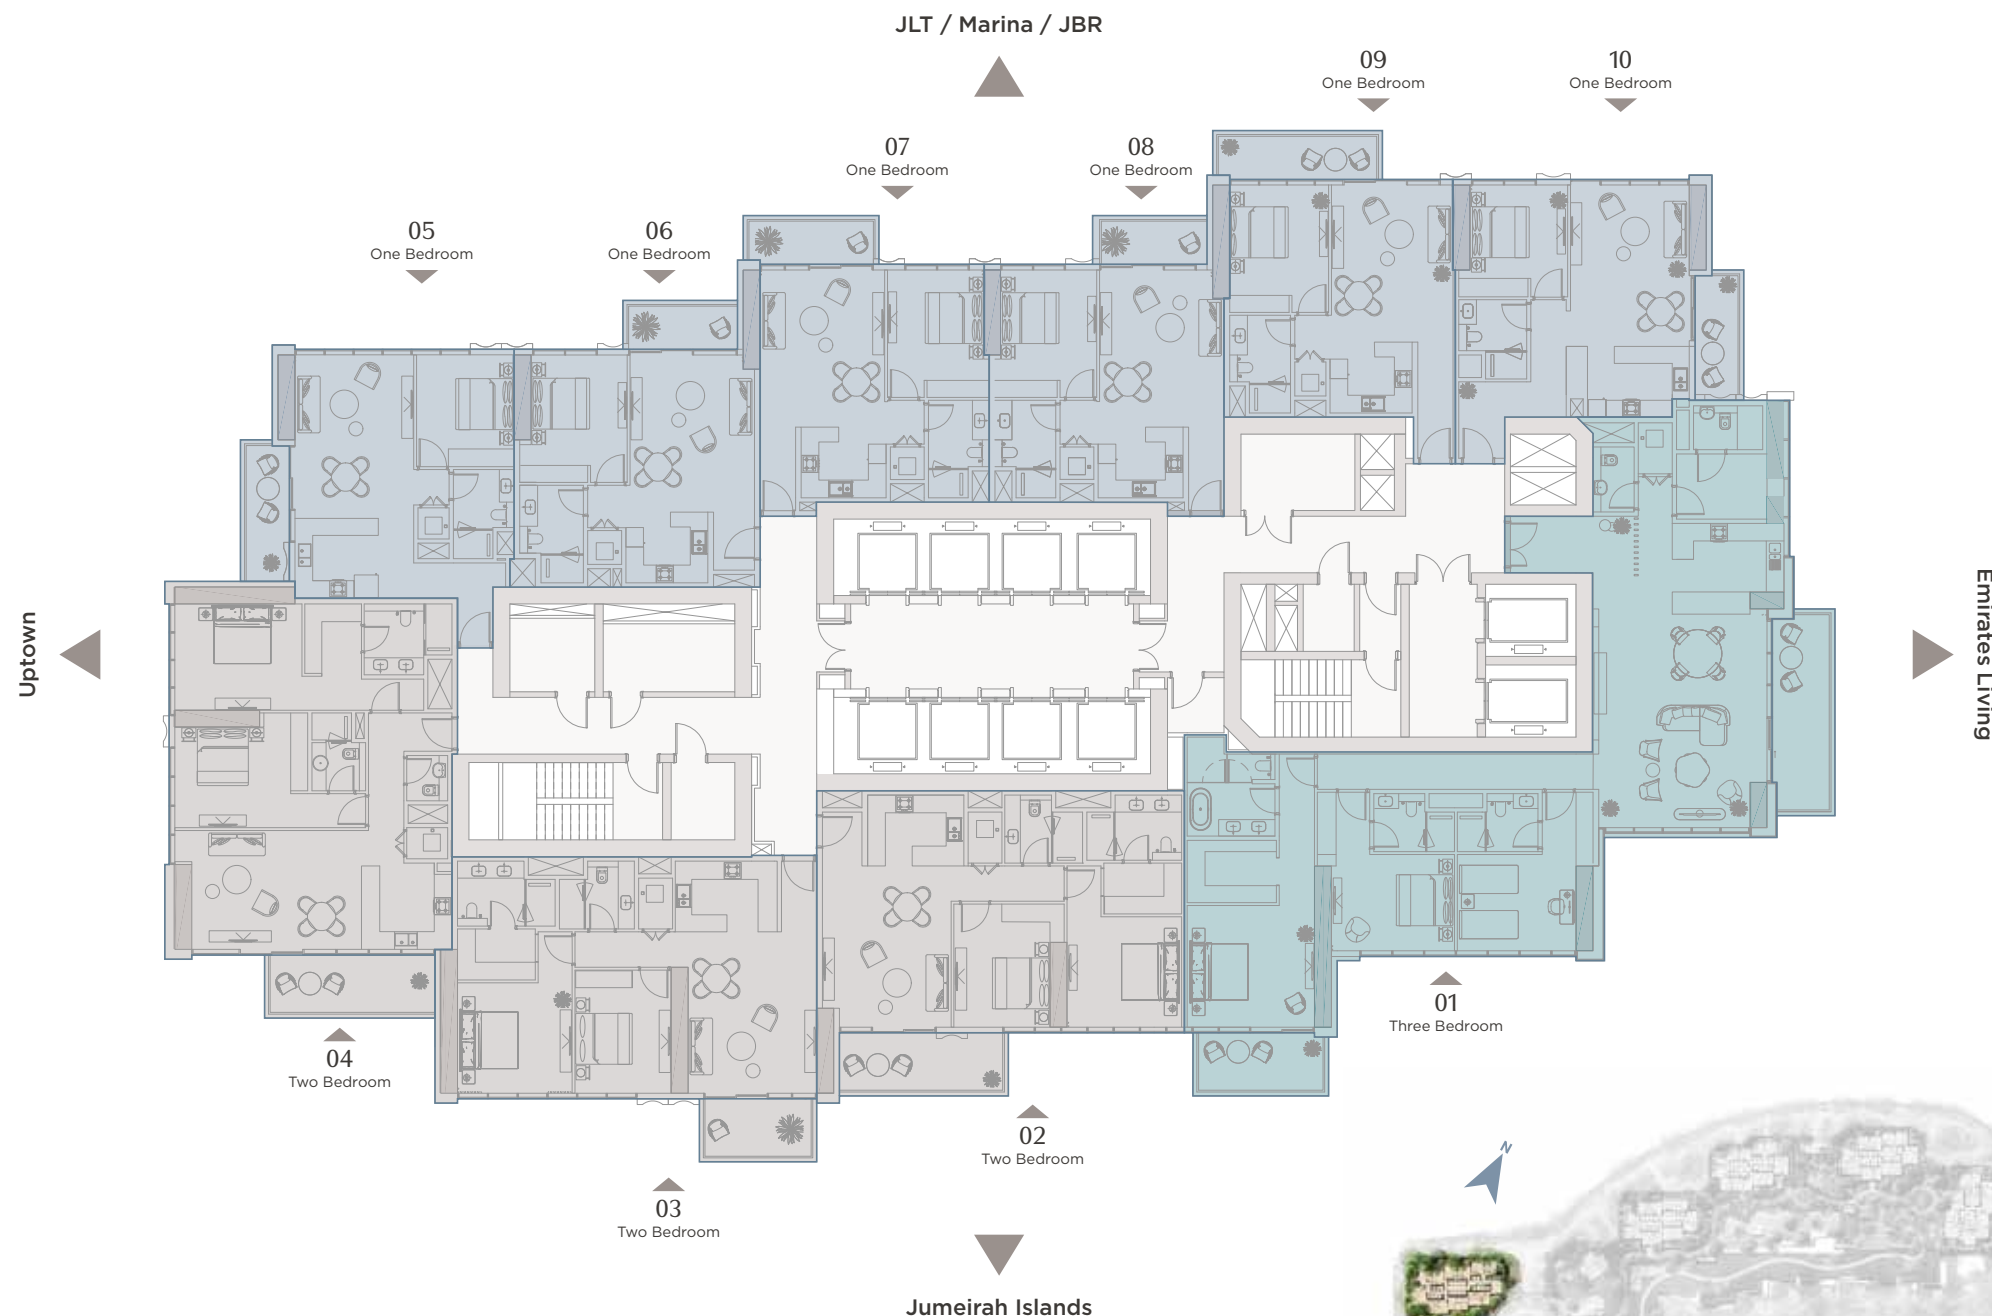 JLT / Marina / JBR
09
One Bedroom
10
One Bedroom
07
One Bedroom
08
One Bedroom
05
One Bedroom
06
One Bedroom
Uptown
Emirates Living
01
Three Bedroom
04
Two Bedroom
02
Two Bedroom
03
Two Bedroom
N
Jumeirah Islands